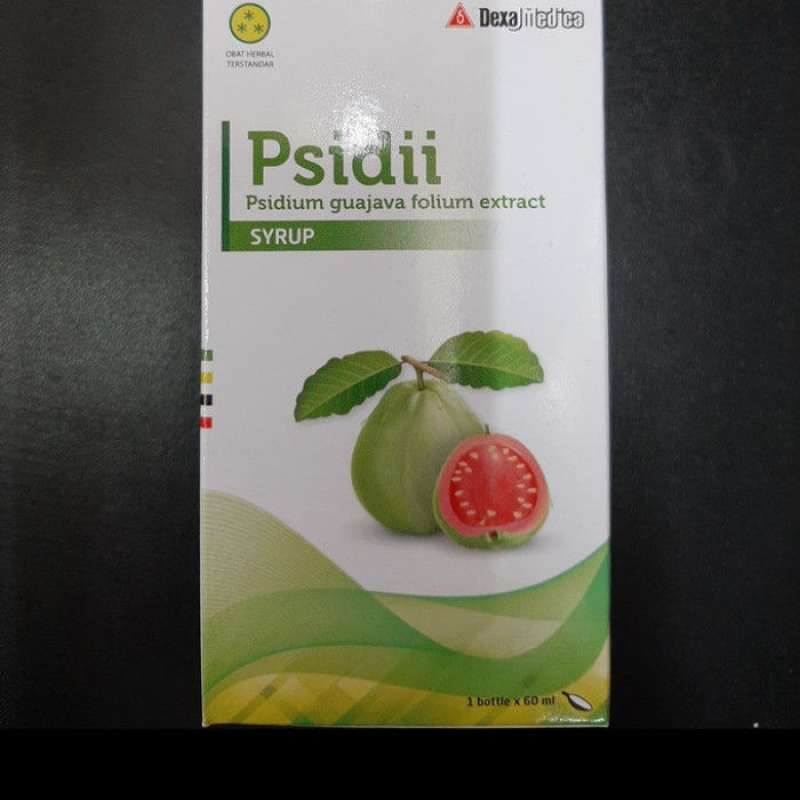 OBAT HERBAL
TERSTANDAR
Dexa Medica
Psidii
Psidium guajava folium extract
SYRUP
1 bottle x 60 ml